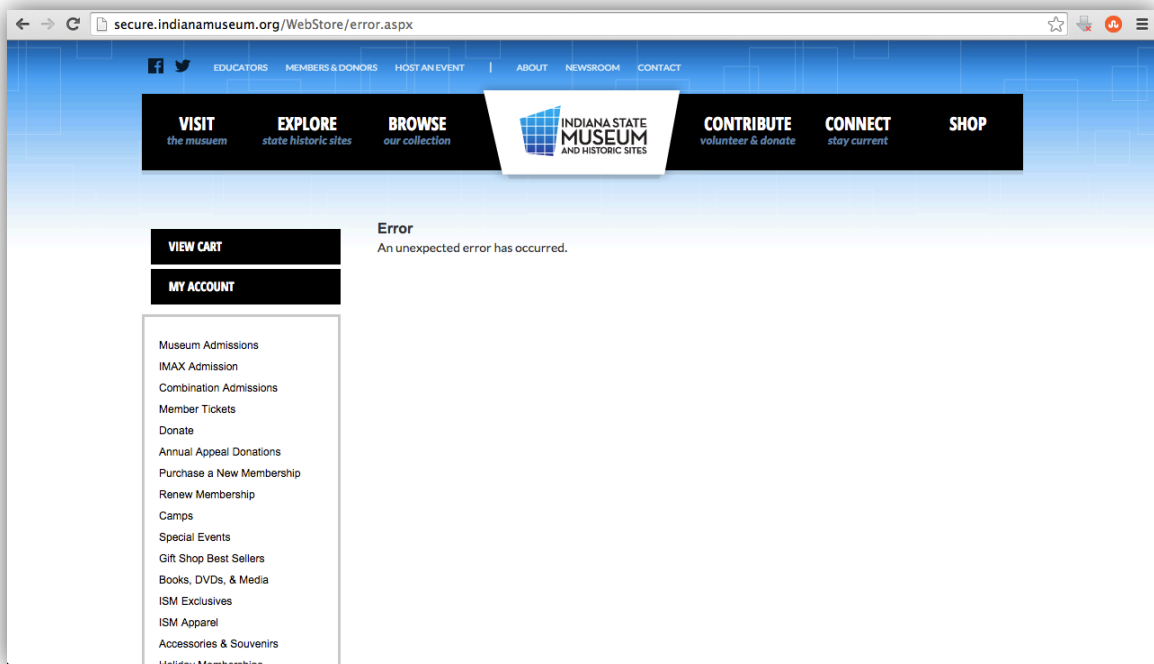 secure.indianamuseum.org/WebStore/error.aspx
EDUCATORS MEMBERS & DONORS HOST AN EVENT | ABOUT NEWSROOM CONTACT
VISIT
the musuem
EXPLORE
state historic sites
BROWSE
our collection
INDIANA STATE
MUSEUM
AND HISTORIC SITES
CONTRIBUTE
volunteer & donate
CONNECT
stay current
SHOP
VIEW CART
MY ACCOUNT
Error
An unexpected error has occurred.
Museum Admissions
IMAX Admission
Combination Admissions
Member Tickets
Donate
Annual Appeal Donations
Purchase a New Membership
Renew Membership
Camps
Special Events
Gift Shop Best Sellers
Books, DVDs, & Media
ISM Exclusives
ISM Apparel
Accessories & Souvenirs
Holiday Memberships